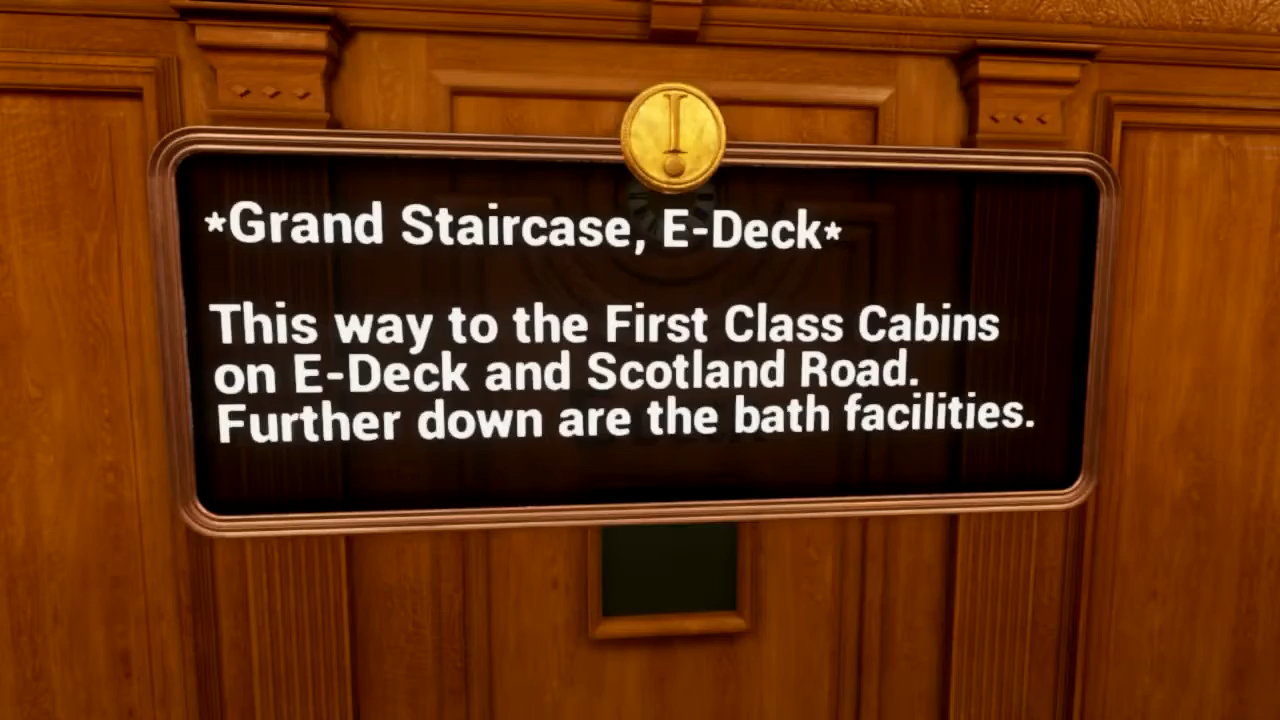 *Grand Staircase, E-Deck*
This way to the First Class Cabins
on E-Deck and Scotland Road.
Further down are the bath facilities.